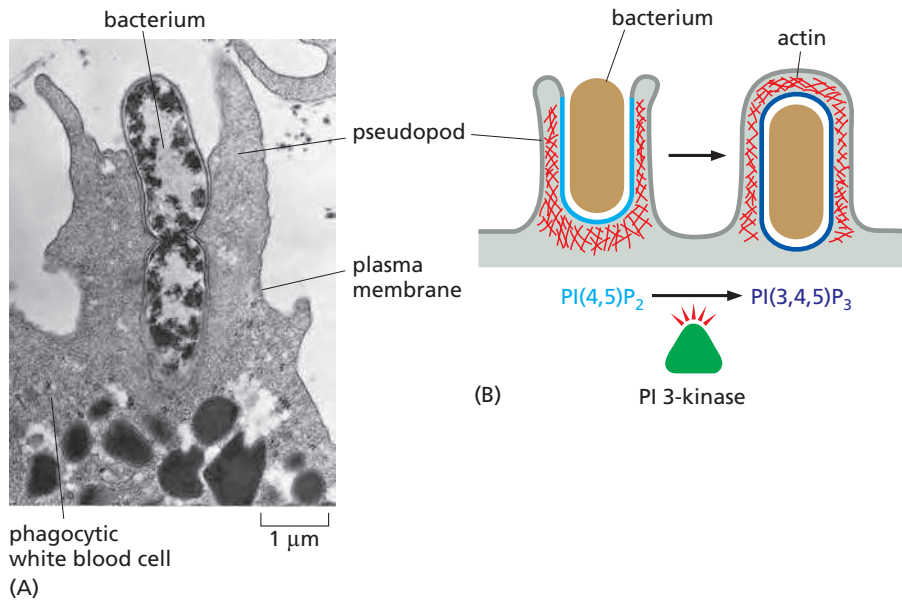 bacterium
pseudopod
plasma
membrane
phagocytic
white blood cell
1 μm
(A)
bacterium
actin
PI(4,5)P₂
PI(3,4,5)P₃
PI 3-kinase
(B)